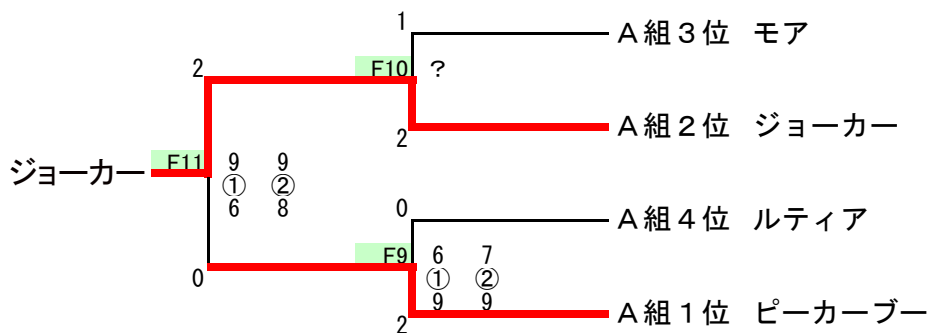 1
A組3位 モア
2
F10 ?
2
A組2位 ジョーカー
ジョーカー
F11
9 9
① ②
6 8
0
A組4位 ルティア
F9
6 7
① ②
9 9
0
2
A組1位 ピーカーブー